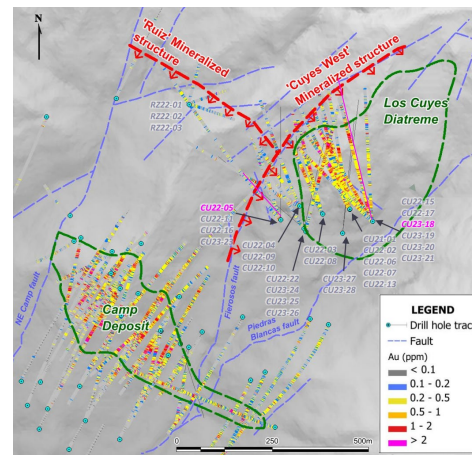 N
'Ruiz' Mineralized
structure
'Cuyes West'
Mineralized structure
Los Cuyes
Diatreme
RZ22-01
RZ22-02
RZ22-03
CU22-05
CU22-11
CU22-16
CU23-23
CU22-04
CU22-09
CU22-10
CU22-22
CU23-24
CU23-25
CU23-26
CU22-03
CU22-08
CU23-27
CU23-28
CU21-01
CU22-02
CU22-06
CU22-07
CU22-13
CU22-15
CU22-17
CU23-18
CU23-19
CU23-20
CU23-21
NE Camp fault
Fierosos fault
Piedras
Blancas fault
Camp
Deposit
LEGEND
Drill hole trac
Fault
Au (ppm)
< 0.1
0.1 - 0.2
0.2 - 0.5
0.5 - 1
1 - 2
> 2
0
250
500m